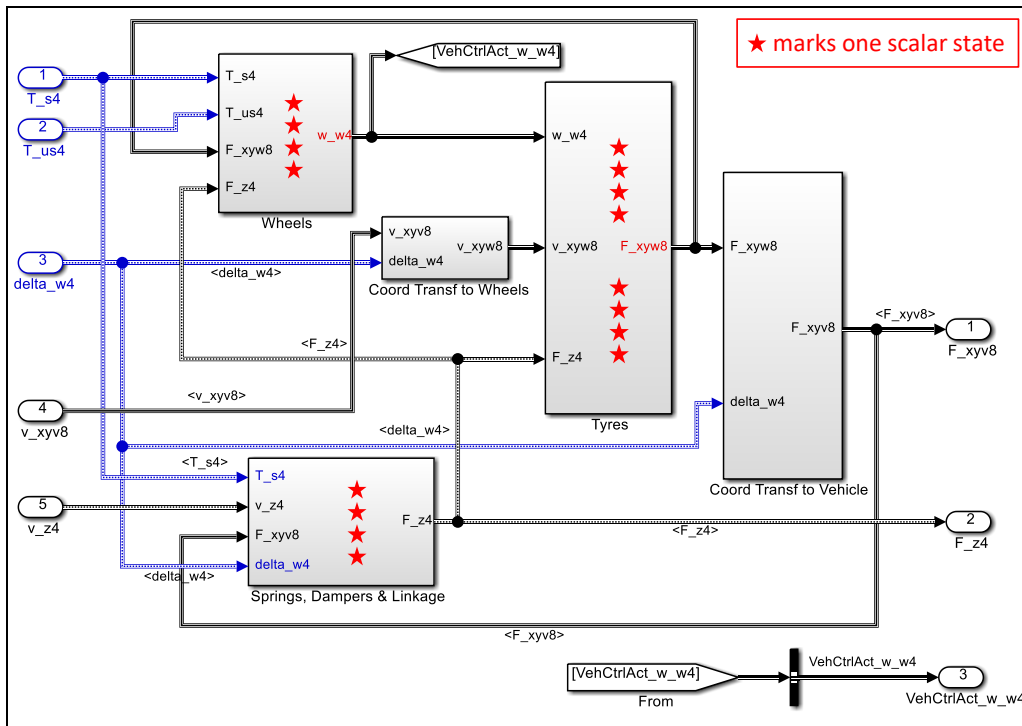 ★ marks one scalar state
[VehCtrlAct_w_w4]
1
T_s4
2
T_us4
T_s4
T_us4
F_xyw8
F_z4
w_w4
Wheels
3
delta_w4
<delta_w4>
v_xyv8
delta_w4
v_xyw8
Coord Transf to Wheels
w_w4
v_xyw8
F_z4
F_xyw8
Tyres
F_xyw8
delta_w4
F_xyv8
Coord Transf to Vehicle
<F_xyv8>
1
F_xyv8
<F_z4>
4
v_xyv8
<v_xyv8>
<delta_w4>
<T_s4>
5
v_z4
T_s4
v_z4
F_xyv8
delta_w4
F_z4
Springs, Dampers & Linkage
<delta_w4>
<F_z4>
2
F_z4
<F_xyv8>
[VehCtrlAct_w_w4]
From
VehCtrlAct_w_w4
3
VehCtrlAct_w_w4